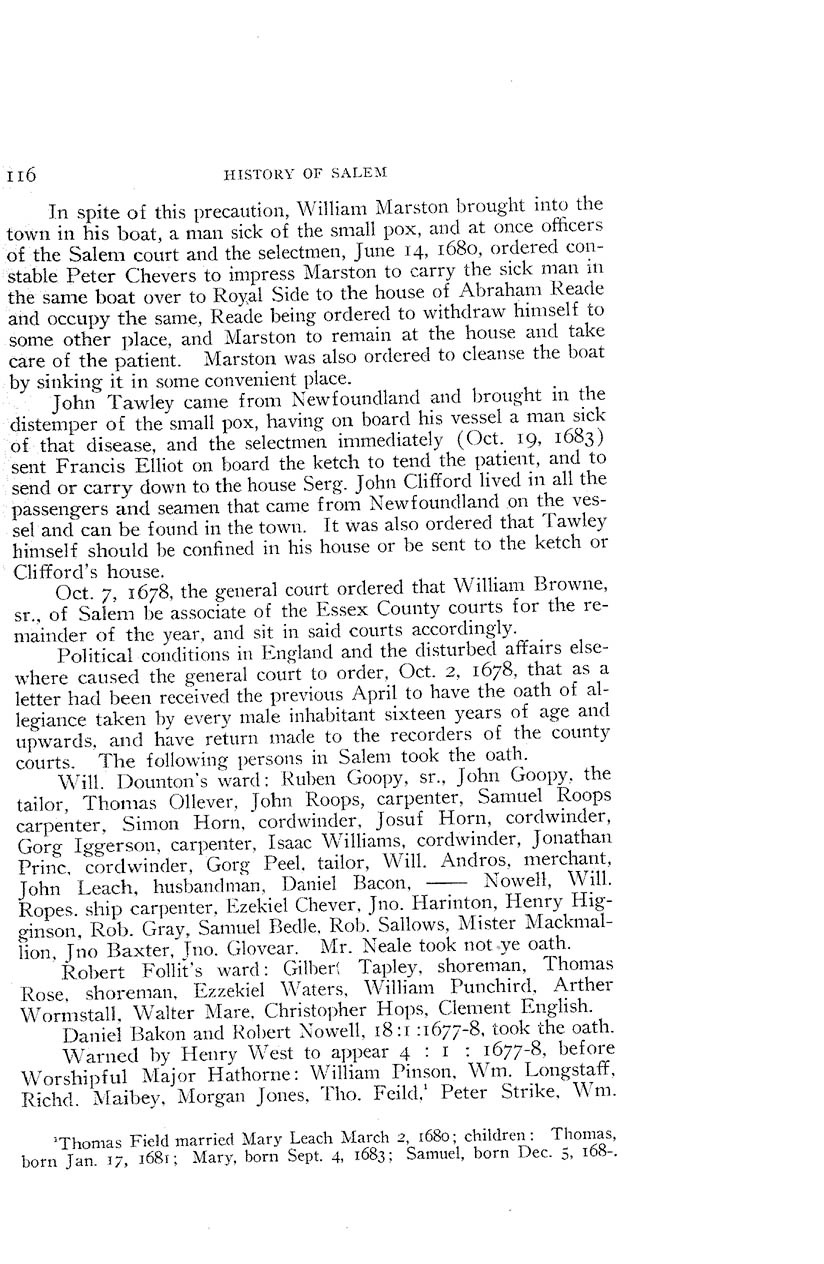 116 HISTORY OF SALEM
In spite of this precaution, William Marston brought into the
town in his boat, a man sick of the small pox, and at once officers
of the Salem court and the selectmen, June 14, 1680, ordered con-
stable Peter Chevers to impress Marston to carry the sick man in
the same boat over to Royal Side to the house of Abraham Reade
and occupy the same, Reade being ordered to withdraw himself to
some other place, and Marston to remain at the house and take
care of the patient. Marston was also ordered to cleanse the boat
by sinking it in some convenient place.
John Tawley came from Newfoundland and brought in the
distemper of the small pox, having on board his vessel a man sick
of that disease, and the selectmen immediately (Oct. 19, 1683)
sent Francis Elliot on board the ketch to tend the patient, and to
send or carry down to the house Serg. John Clifford lived in all the
passengers and seamen that came from Newfoundland on the ves-
sel and can be found in the town. It was also ordered that Tawley
himself should be confined in his house or be sent to the ketch or
Clifford's house.
Oct. 7, 1678, the general court ordered that William Browne,
sr., of Salem be associate of the Essex County courts for the re-
mainder of the year, and sit in said courts accordingly.
Political conditions in England and the disturbed affairs else-
where caused the general court to order, Oct. 2, 1678, that as a
letter had been received the previous April to have the oath of al-
legiance taken by every male inhabitant sixteen years of age and
upwards, and have return made to the recorders of the county
courts. The following persons in Salem took the oath.
Will. Dounton's ward: Ruben Goopy, sr., John Goopy, the
tailor, Thomas Ollever, John Roops, carpenter, Samuel Roops
carpenter, Simon Horn, cordwinder, Josuf Horn, cordwinder,
Gorg Iggerson, carpenter, Isaac Williams, cordwinder, Jonathan
Princ, cordwinder, Gorg Peel, tailor, Will. Andros, merchant,
John Leach, husbandman, Daniel Bacon, —— Nowell, Will.
Ropes, ship carpenter, Ezekiel Chever, Jno. Harinton, Henry Hig-
ginson, Rob. Gray, Samuel Bedle, Rob. Sallows, Mister Mackmal-
lion, Jno Baxter, Jno. Glovear. Mr. Neale took not ye oath.
Robert Follit's ward: Gilbert Tapley, shoreman, Thomas
Rose, shoreman, Ezzekiel Waters, William Punchird, Arther
Wormstall, Walter Mare, Christopher Hops, Clement English.
Daniel Bakon and Robert Nowell, 18:1:1677-8, took the oath.
Warned by Henry West to appear 4 : 1 : 1677-8, before
Worshipful Major Hathorne: William Pinson, Wm. Longstaff,
Richd. Maibey, Morgan Jones, Tho. Feild,¹ Peter Strike, Wm.
¹Thomas Field married Mary Leach March 2, 1680; children: Thomas,
born Jan. 17, 1681; Mary, born Sept. 4, 1683; Samuel, born Dec. 5, 168-.